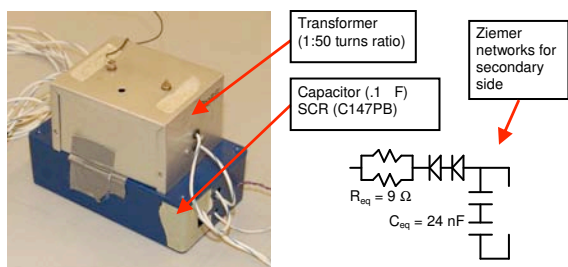 Transformer
(1:50 turns ratio)
Capacitor (.1 F)
SCR (C147PB)
Ziemer
networks for
secondary
side
R_eq = 9 Ω
C_eq = 24 nF